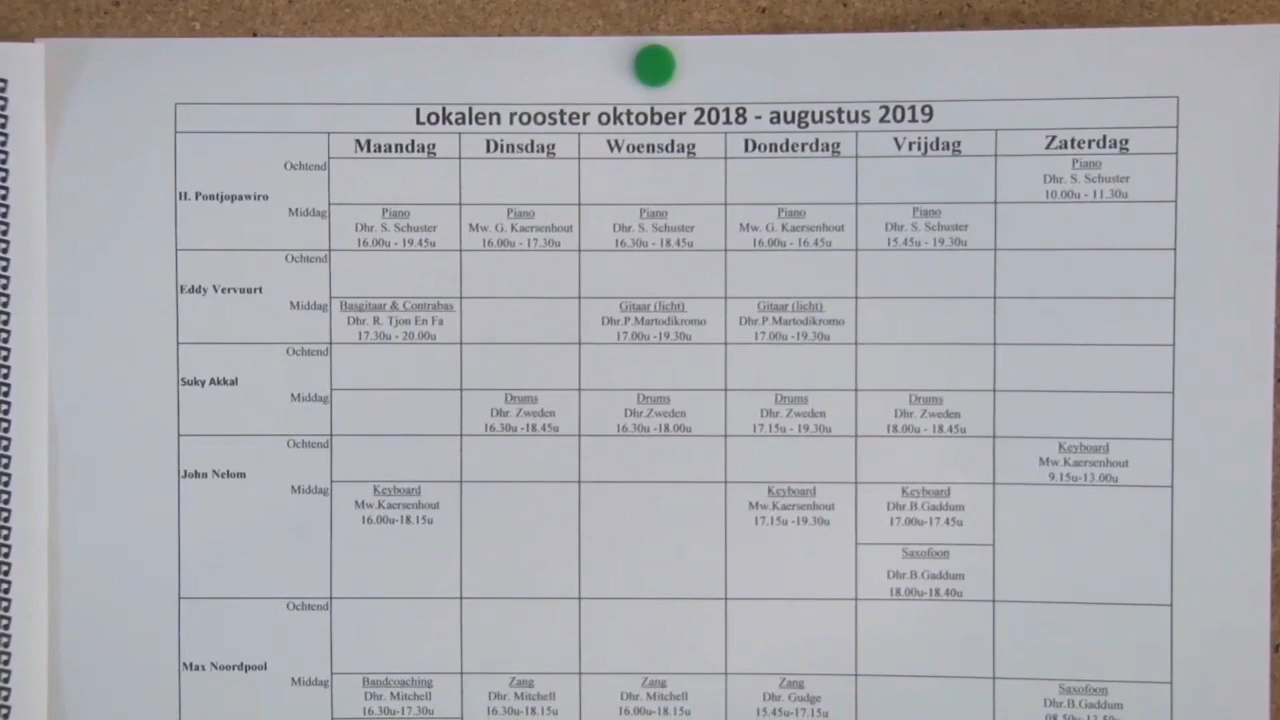 Lokalen rooster oktober 2018 - augustus 2019
Maandag Dinsdag Woensdag Donderdag Vrijdag Zaterdag
H. Pontjopawiro
Ochtend
Piano
Dhr. S. Schuster
10.00u - 11.30u
Middag
Piano
Dhr. S. Schuster
16.00u - 19.45u
Piano
Mw. G. Kaersenhout
16.00u - 17.30u
Piano
Dhr. S. Schuster
16.30u - 18.45u
Piano
Mw. G. Kaersenhout
16.00u - 16.45u
Piano
Dhr. S. Schuster
15.45u - 19.30u
Eddy Vervuurt
Ochtend
Middag
Basgitaar & Contrabas
Dhr. R. Tjon En Fa
17.30u - 20.00u
Gitaar (licht)
Dhr.P.Martodikromo
17.00u -19.30u
Gitaar (licht)
Dhr.P.Martodikromo
17.00u -19.30u
Suky Akkal
Ochtend
Middag
Drums
Dhr. Zweden
16.30u -18.45u
Drums
Dhr.Zweden
16.30u -18.00u
Drums
Dhr. Zweden
17.15u - 19.30u
Drums
Dhr. Zweden
18.00u - 18.45u
John Nelom
Ochtend
Keyboard
Mw.Kaersenhout
9.15u-13.00u
Middag
Keyboard
Mw.Kaersenhout
16.00u-18.15u
Keyboard
Mw.Kaersenhout
17.15u -19.30u
Keyboard
Dhr.B.Gaddum
17.00u-17.45u
Saxofoon
Dhr.B.Gaddum
18.00u-18.40u
Max Noordpool
Ochtend
Middag
Bandcoaching
Dhr. Mitchell
16.30u-17.30u
Zang
Dhr. Mitchell
16.30u-18.15u
Zang
Dhr. Mitchell
16.00u-18.15u
Zang
Dhr. Gudge
15.45u-17.15u
Saxofoon
Dhr.B.Gaddum